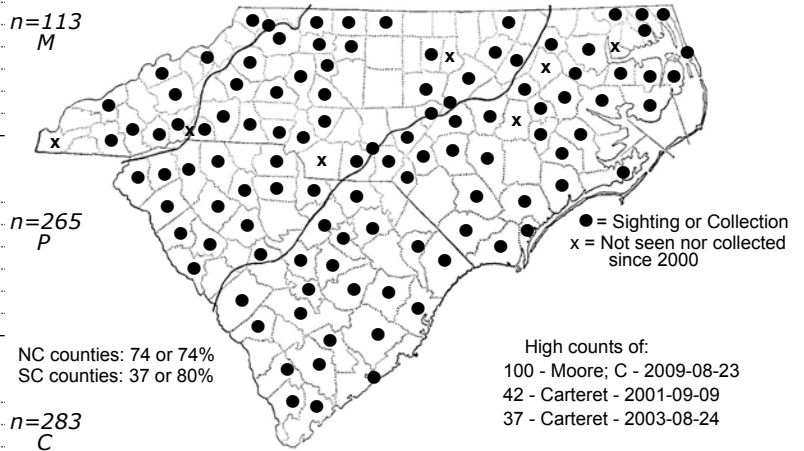 n=113
M
n=265
P
n=283
C
x
x
x
x
x
x
x
● = Sighting or Collection
x = Not seen nor collected
since 2000
NC counties: 74 or 74%
SC counties: 37 or 80%
High counts of:
100 - Moore; C - 2009-08-23
42 - Carteret - 2001-09-09
37 - Carteret - 2003-08-24